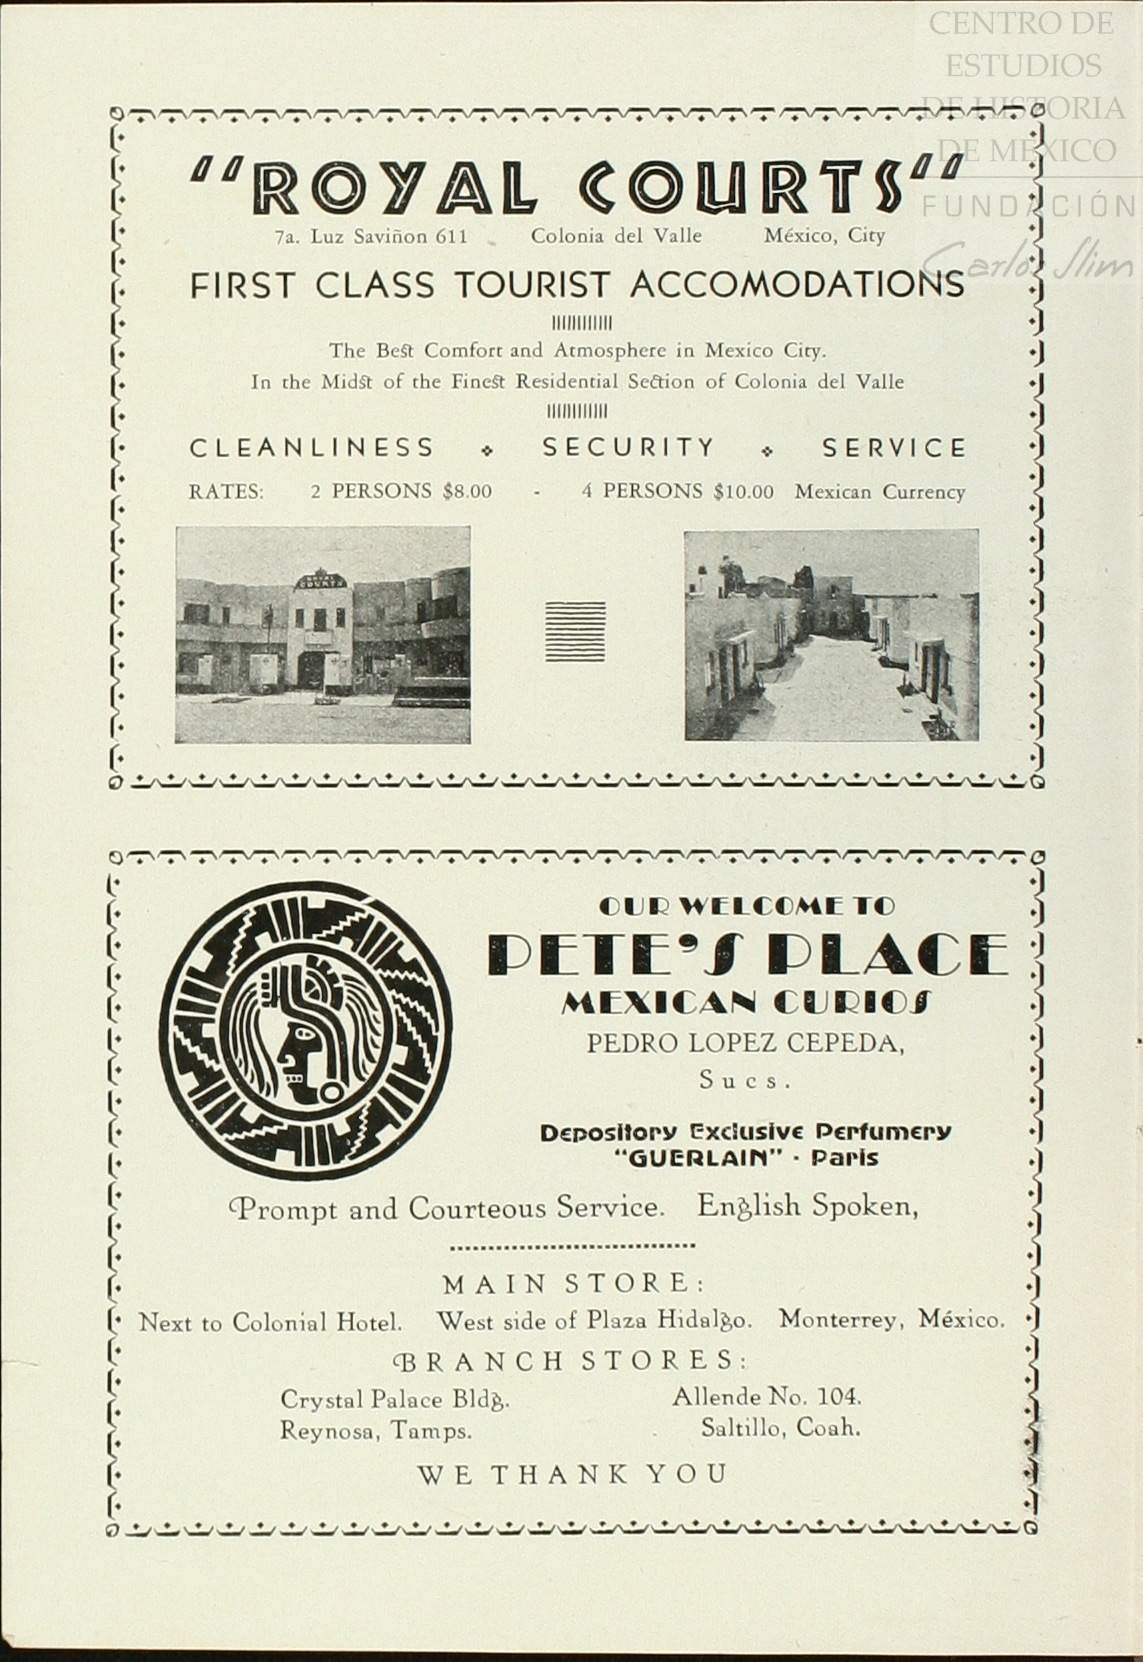 CENTRO DE
ESTUDIOS
DE HISTORIA
DE MÉXICO
FUNDACIÓN
Carlos Slim
"ROYAL COURTS"
7a. Luz Saviñon 611 Colonia del Valle México, City
FIRST CLASS TOURIST ACCOMODATIONS
The Best Comfort and Atmosphere in Mexico City.
In the Midst of the Finest Residential Section of Colonia del Valle
CLEANLINESS SECURITY SERVICE
RATES: 2 PERSONS $8.00 - 4 PERSONS $10.00 Mexican Currency
ROYAL
COURTS
OUR WELCOME TO
PETE'S PLACE
MEXICAN CURIOS
PEDRO LOPEZ CEPEDA,
Sucs.
Depository Exclusive Perfumery
"GUERLAIN" · Paris
Prompt and Courteous Service. English Spoken,
MAIN STORE:
Next to Colonial Hotel. West side of Plaza Hidalgo. Monterrey, México.
BRANCH STORES:
Crystal Palace Bldg. Allende No. 104.
Reynosa, Tamps. Saltillo, Coah.
WE THANK YOU